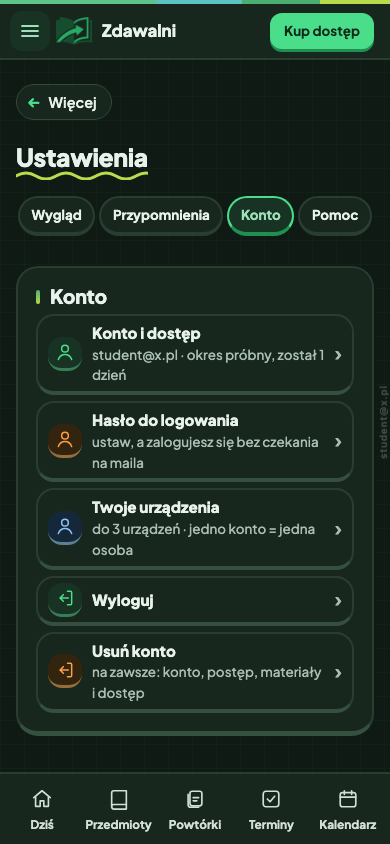 Zdawalni
Kup dostęp
Więcej
Ustawienia
Wygląd
Przypomnienia
Konto
Pomoc
Konto
Konto i dostęp
student@x.pl · okres próbny, został 1
dzień
Hasło do logowania
ustaw, a zalogujesz się bez czekania
na maila
Twoje urządzenia
do 3 urządzeń · jedno konto = jedna
osoba
Wyloguj
Usuń konto
na zawsze: konto, postęp, materiały
i dostęp
student@x.pl
Dziś
Przedmioty
Powtórki
Terminy
Kalendarz